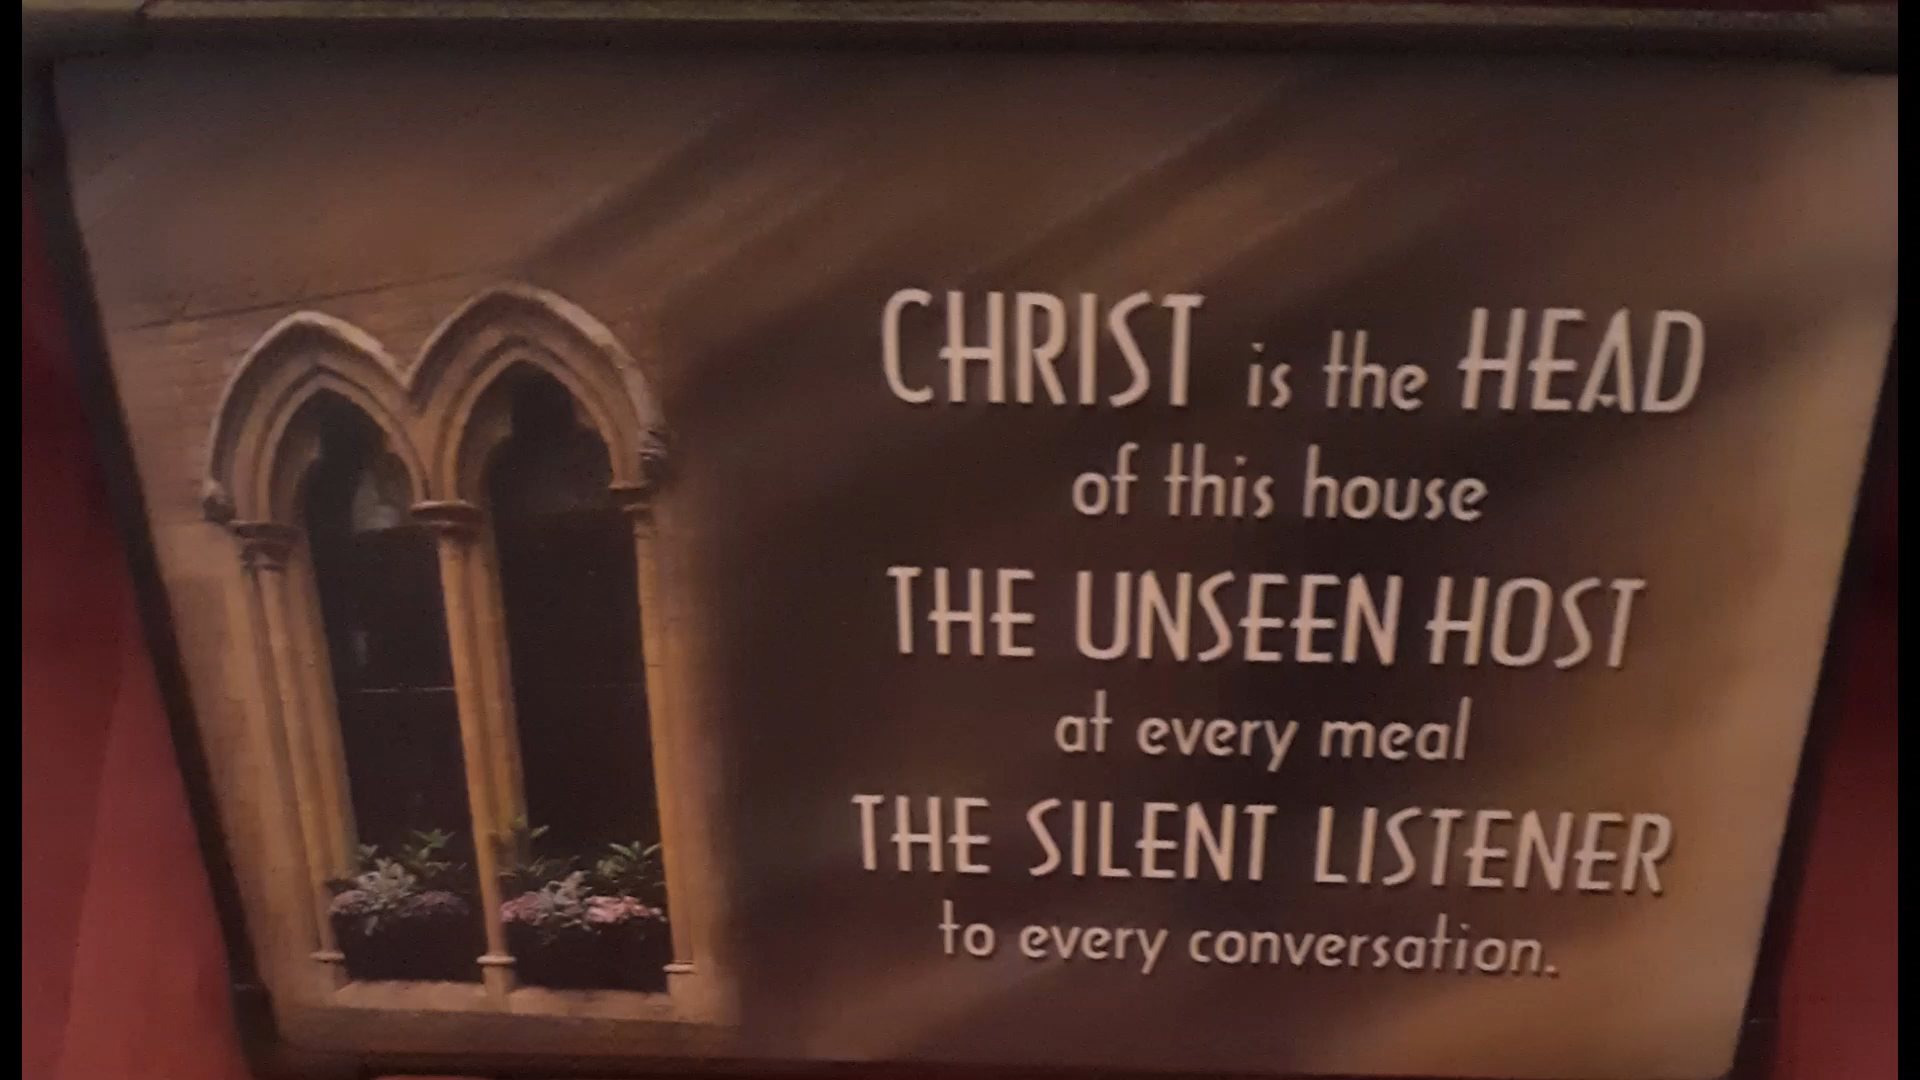 CHRIST is the HEAD
of this house
THE UNSEEN HOST
at every meal
THE SILENT LISTENER
to every conversation.